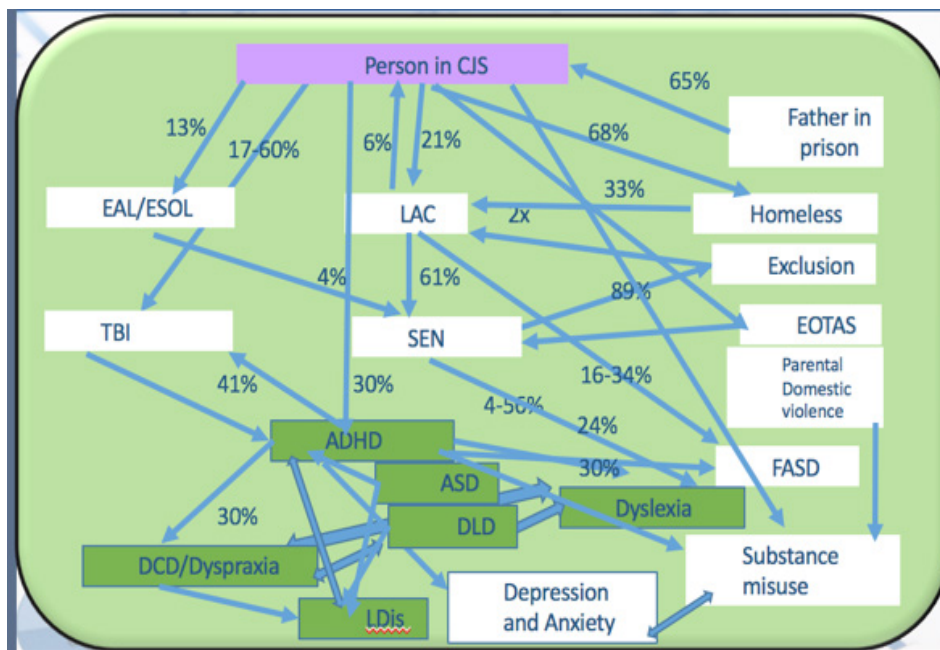 Person in CJS
65%
Father in
prison
13%
17-60%
6%
21%
68%
33%
EAL/ESOL
LAC
2x
Homeless
Exclusion
4%
61%
89%
TBI
SEN
EOTAS
Parental
Domestic
violence
41%
30%
16-34%
4-56%
24%
ADHD
30%
FASD
ASD
Dyslexia
DLD
30%
DCD/Dyspraxia
Substance
misuse
Depression
and Anxiety
LDis